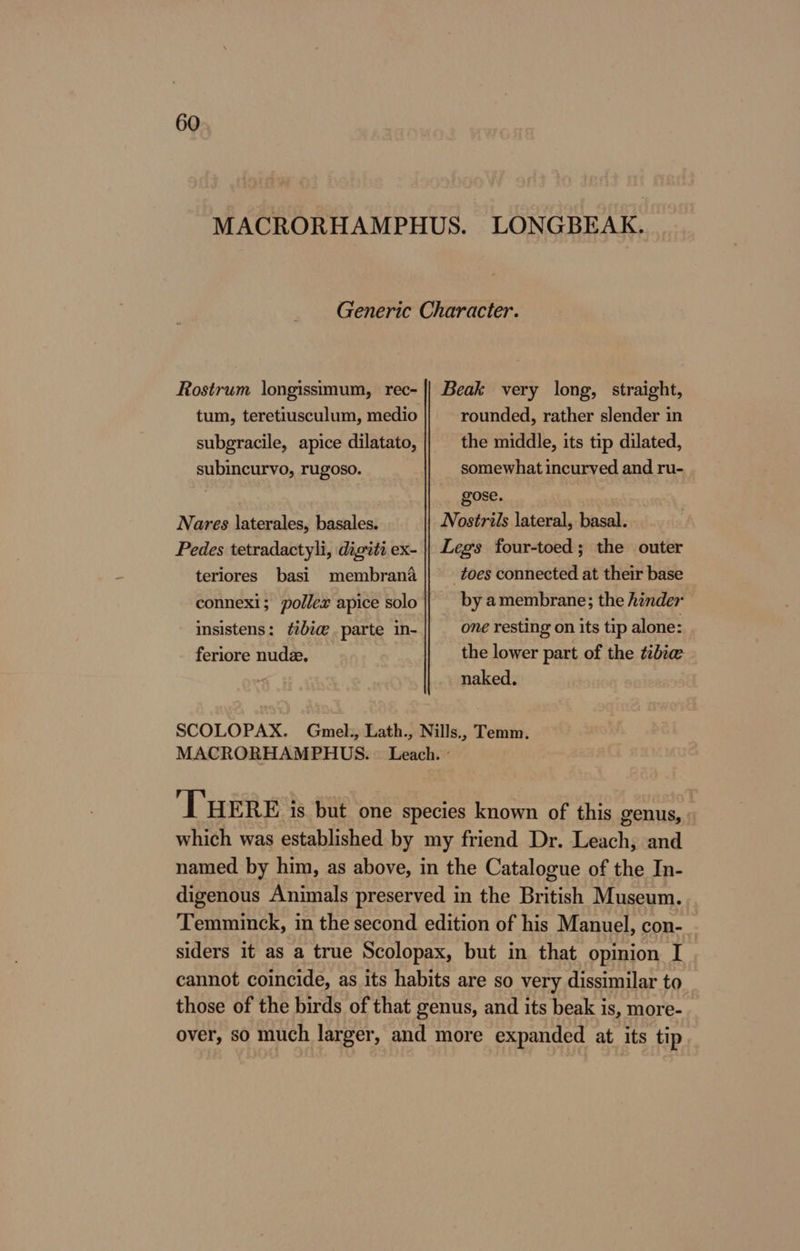 60
MACRORHAMPHUS. LONGBEAK.
Generic Character.
Rostrum longissimum, rec-
tum, teretiusculum, medio
subgracile, apice dilatato,
subincurvo, rugoso.
Nares laterales, basales.
Pedes tetradactyli, digiti ex-
teriores basi membranâ
connexi; pollex apice solo
insistens: tibiæ parte in-
feriore nudæ.
Beak very long, straight,
rounded, rather slender in
the middle, its tip dilated,
somewhat incurved and ru-
gose.
Nostrils lateral, basal.
Legs four-toed; the outer
toes connected at their base
by a membrane; the hinder
one resting on its tip alone:
the lower part of the tibiæ
naked.
SCOLOPAX. Gmel., Lath., Nills., Temm.
MACRORHAMPHUS. Leach.
THERE is but one species known of this genus,
which was established by my friend Dr. Leach, and
named by him, as above, in the Catalogue of the In-
digenous Animals preserved in the British Museum.
Temminck, in the second edition of his Manuel, con-
siders it as a true Scolopax, but in that opinion I
cannot coincide, as its habits are so very dissimilar to
those of the birds of that genus, and its beak is, more-
over, so much larger, and more expanded at its tip